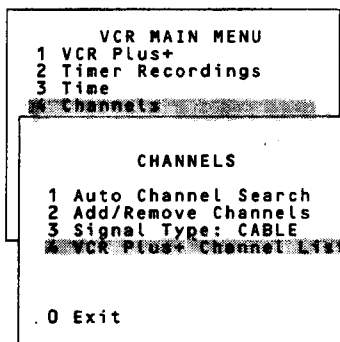 VCR MAIN MENU
1 VCR Plus+
2 Timer Recordings
3 Time
4 Channels
CHANNELS
1 Auto Channel Search
2 Add/Remove Channels
3 Signal Type: CABLE
4 VCR Plus+ Channel List
0 Exit